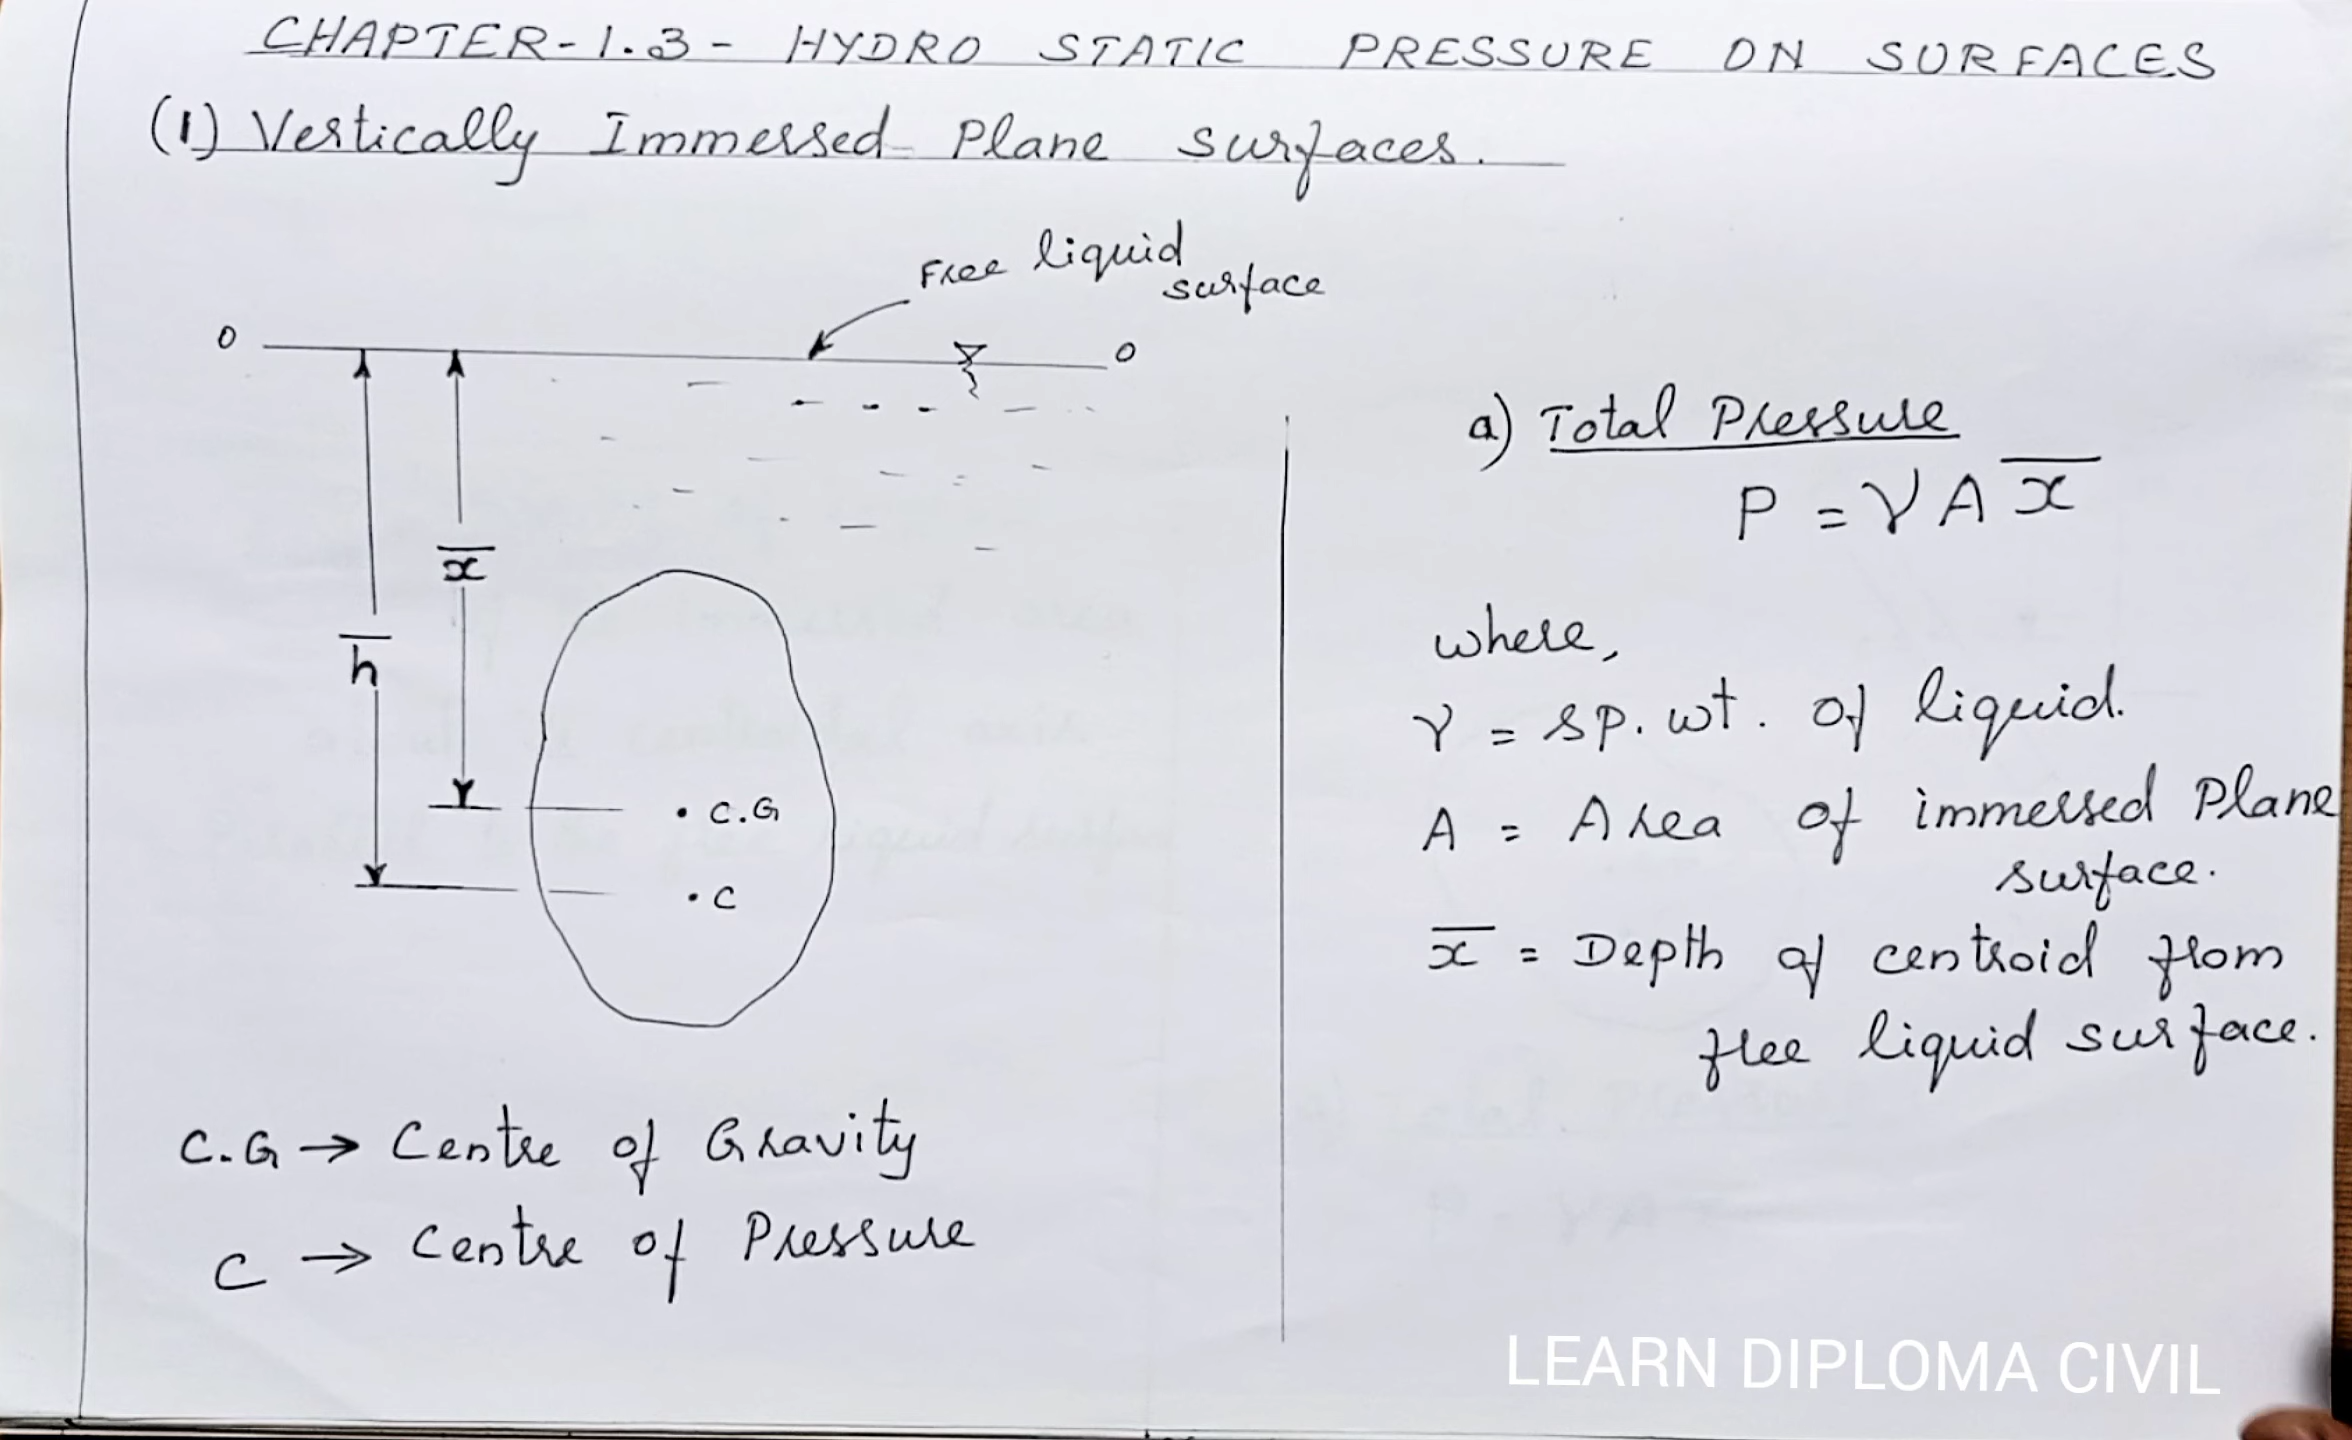 CHAPTER-1.3- HYDRO STATIC PRESSURE ON SURFACES
(1) Vertically Immersed Plane surfaces.
Free liquid
surface
O
O
x̅
h̅
. C.G
. C
C.G → Centre of Gravity
C → Centre of Pressure
a) Total Pressure
P = γ A x̅
where,
γ = sp. wt. of liquid.
A = Area of immersed Plane
surface.
x̅ = Depth of centroid from
free liquid surface.
LEARN DIPLOMA CIVIL